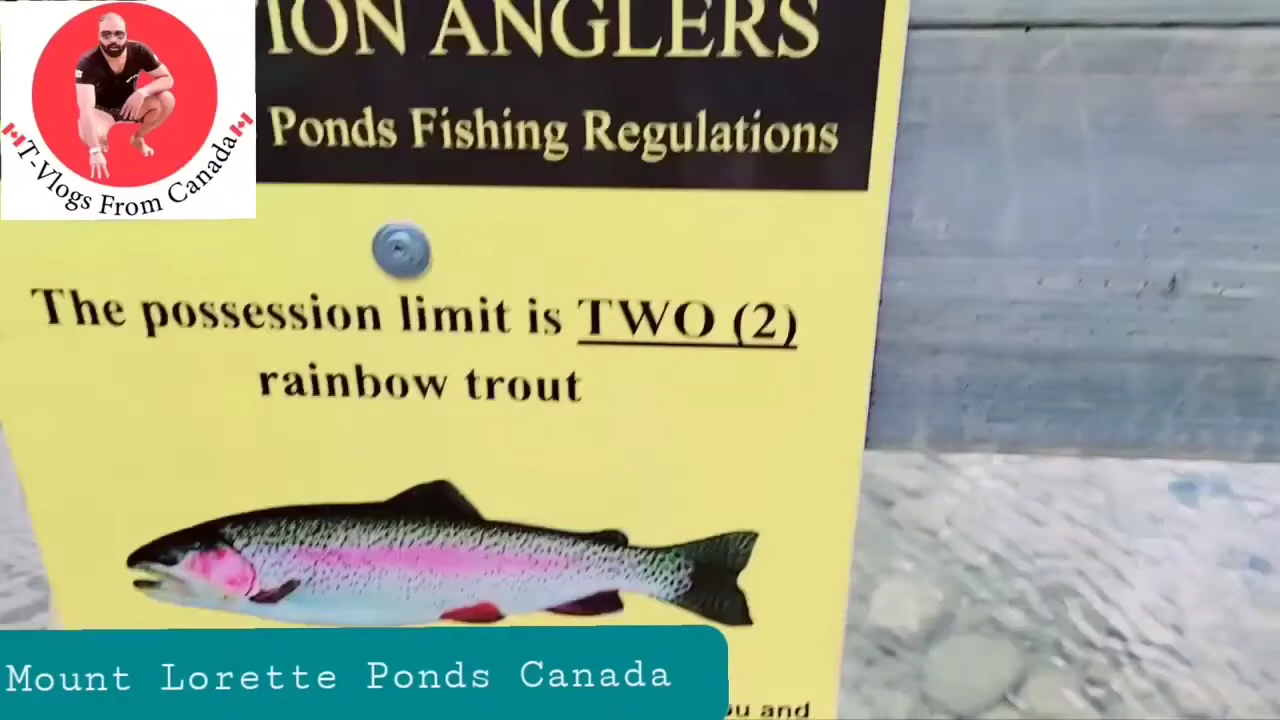 ION ANGLERS
Ponds Fishing Regulations
T-Vlogs From Canada
The possession limit is TWO (2)
rainbow trout
Mount Lorette Ponds Canada
and